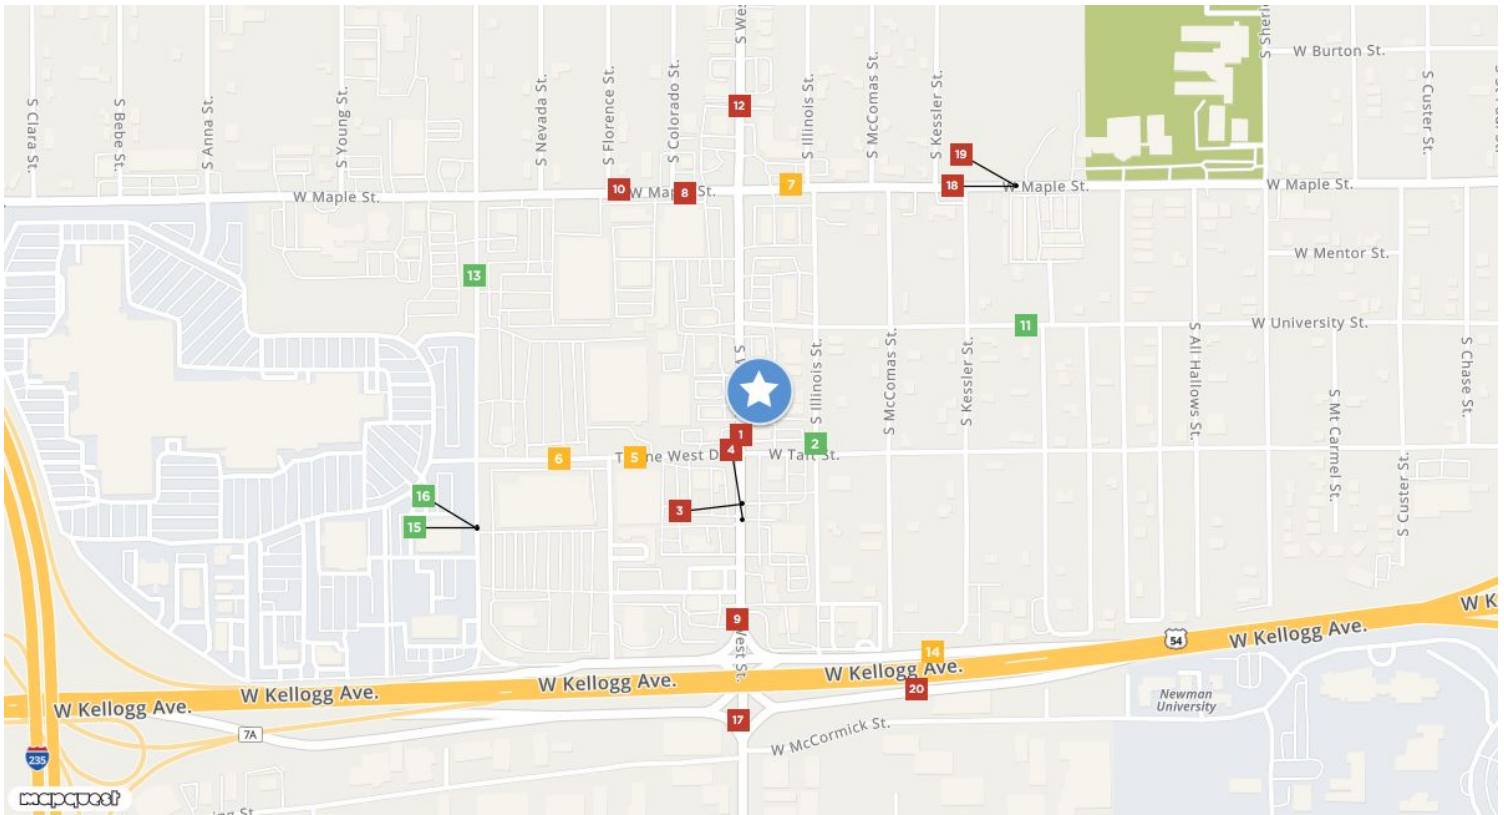 S Clara St.
S Bebe St.
S Anna St.
S Young St.
S Nevada St.
S Florence St.
S Colorado St.
S Illinois St.
S McComas St.
S Kessler St.
W Burton St.
S Custer St.
12
19
18
10
8
7
W Maple St.
W Maple St.
W Maple St.
W Mentor St.
13
11
W University St.
S Illinois St.
S McComas St.
S Kessler St.
S All Hallows St.
S Mt Carmel St.
S Chase St.
S Custer St.
1
4
2
6
5
W Taft St.
16
15
3
9
West St.
14
20
17
W Kellogg Ave.
W Kellogg Ave.
W Kellogg Ave.
W Kellogg Ave.
W Kellogg Ave.
54
7A
235
W McCormick St.
Newman
University
mapquest